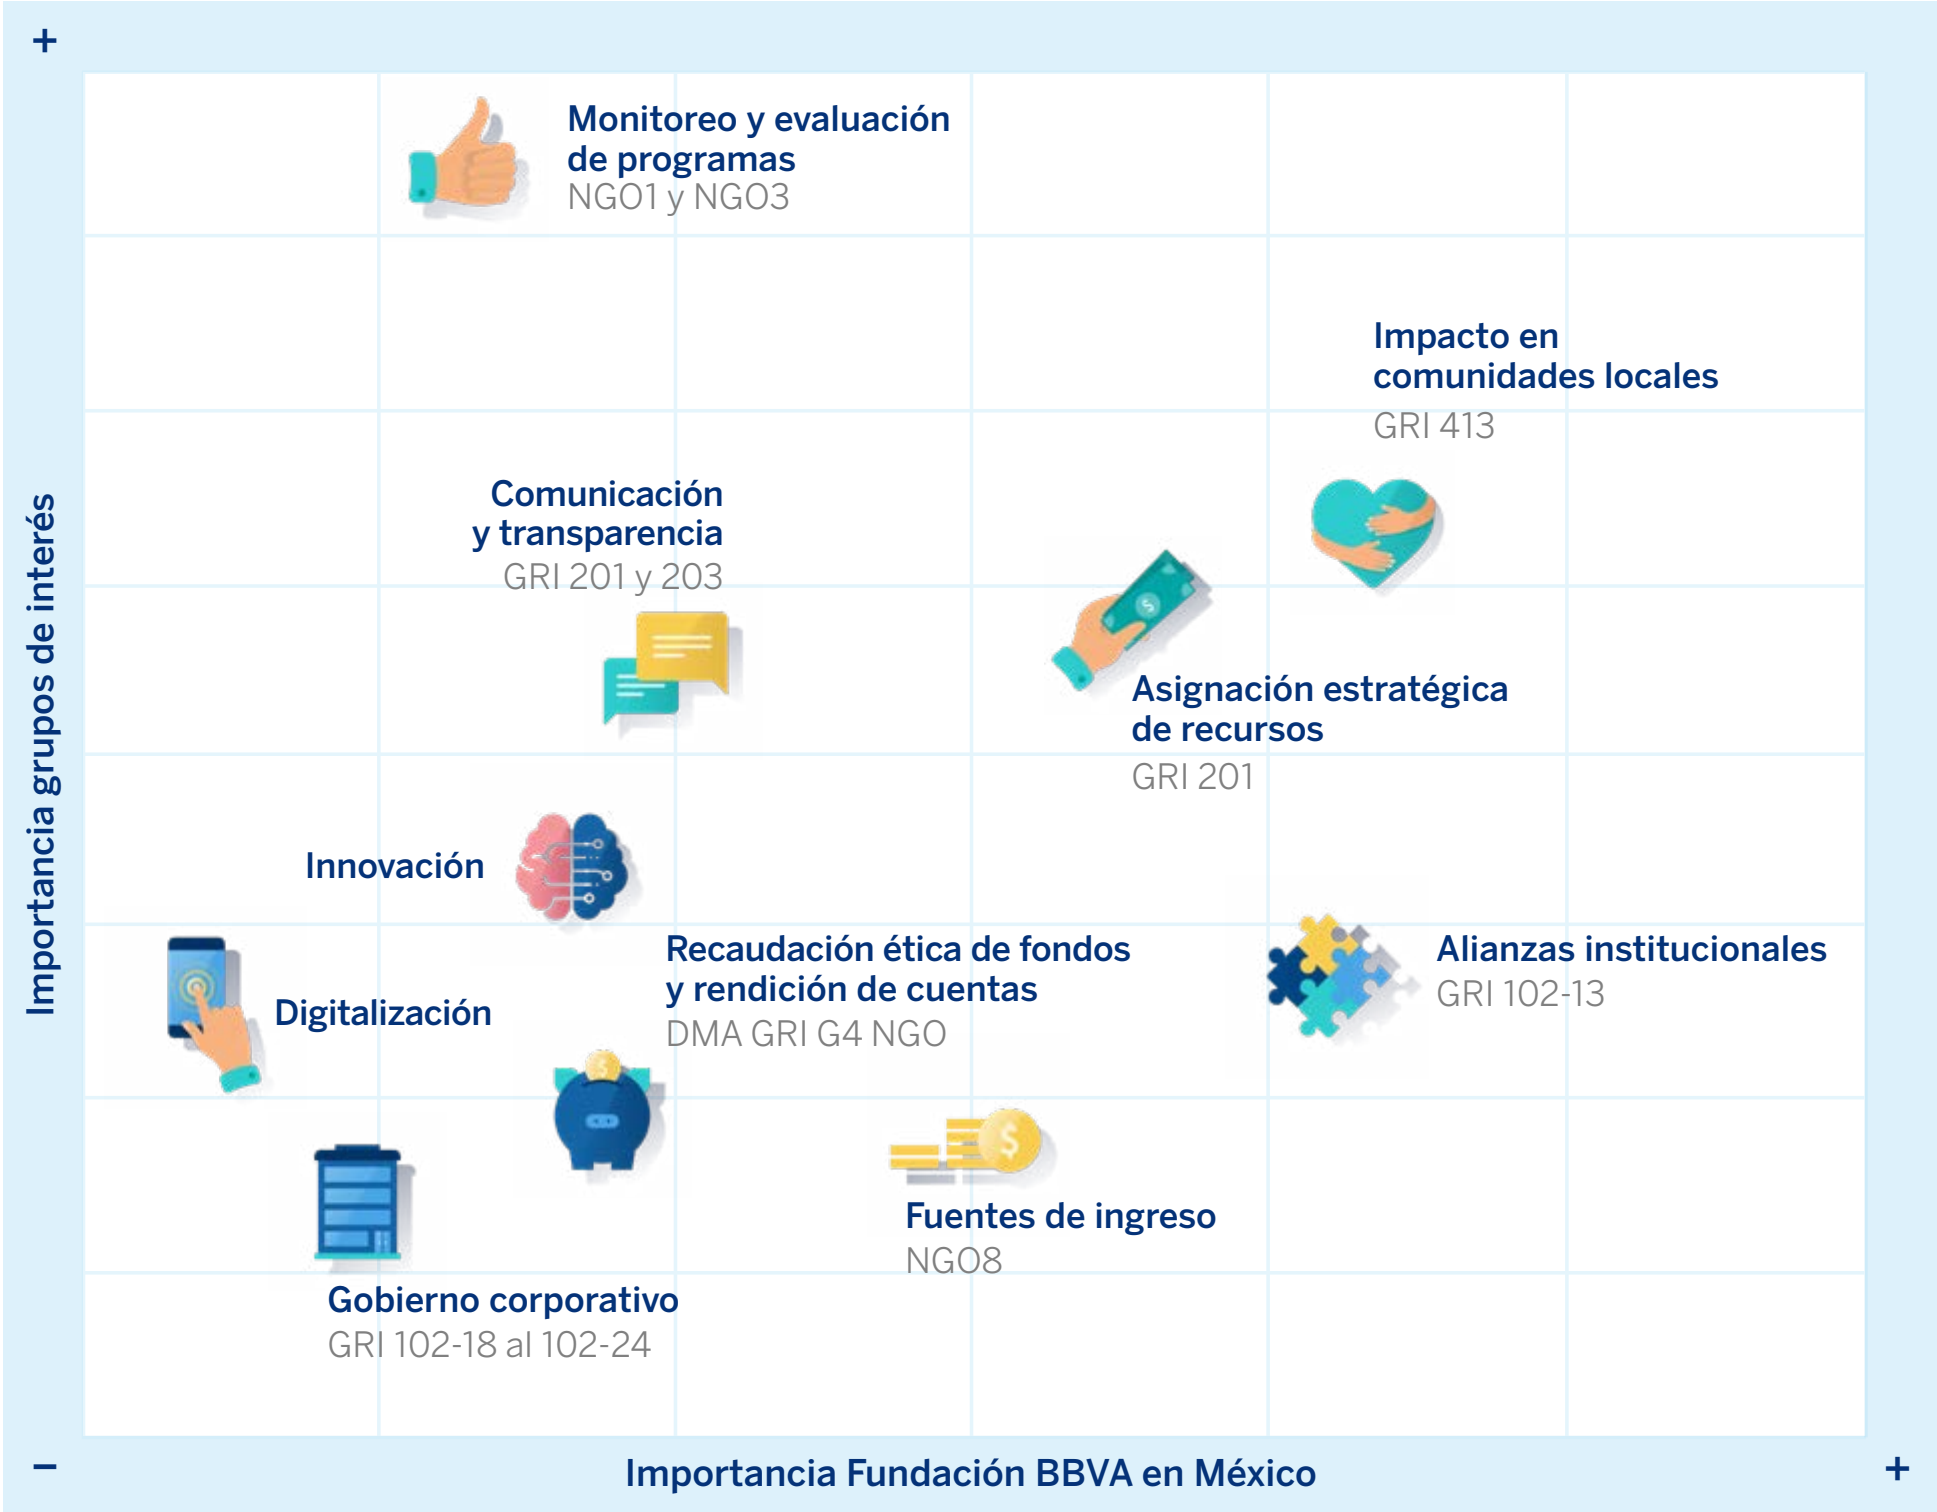 +
Monitoreo y evaluación
de programas
NGO1 y NGO3
Impacto en
comunidades locales
GRI 413
Comunicación
y transparencia
GRI 201 y 203
Asignación estratégica
de recursos
GRI 201
Innovación
Recaudación ética de fondos
y rendición de cuentas
DMA GRI G4 NGO
Alianzas institucionales
GRI 102-13
Digitalización
Fuentes de ingreso
NGO8
Gobierno corporativo
GRI 102-18 al 102-24
Importancia grupos de interés
–
Importancia Fundación BBVA en México
+